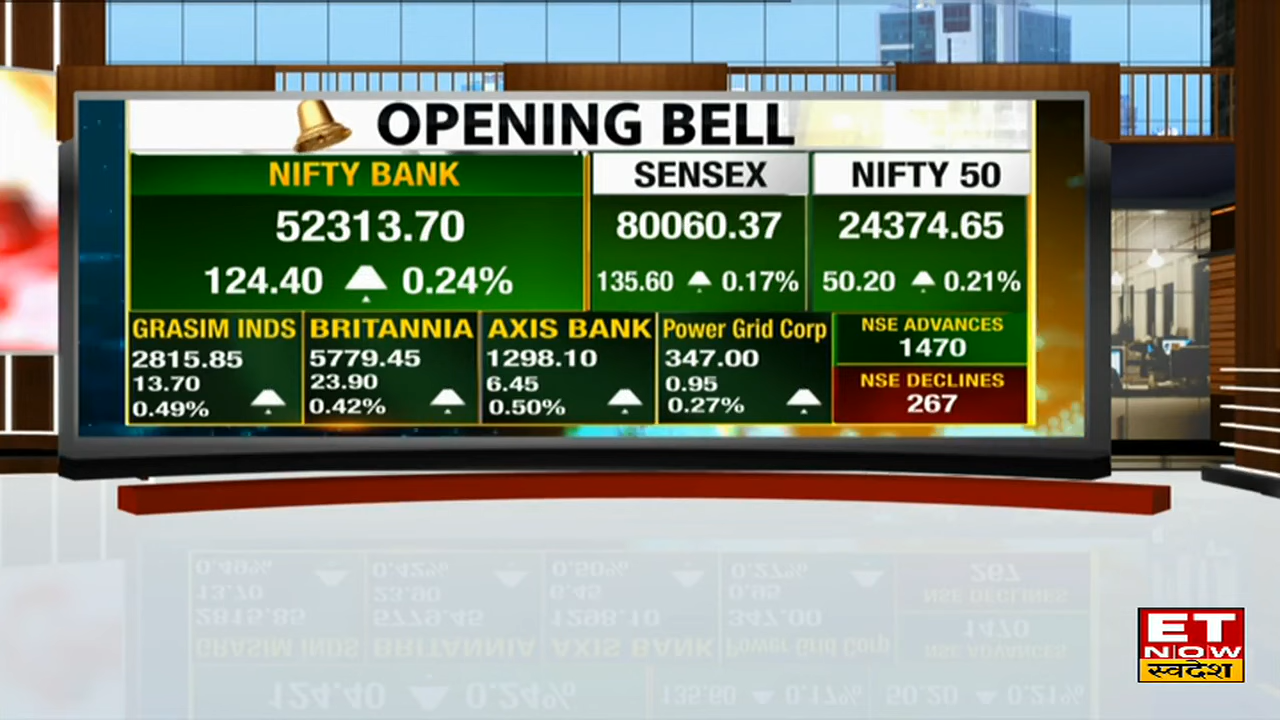 OPENING BELL
NIFTY BANK
52313.70
124.40 0.24%
SENSEX
80060.37
135.60 0.17%
NIFTY 50
24374.65
50.20 0.21%
GRASIM INDS
2815.85
13.70
0.49%
BRITANNIA
5779.45
23.90
0.42%
AXIS BANK
1298.10
6.45
0.50%
Power Grid Corp
347.00
0.95
0.27%
NSE ADVANCES
1470
NSE DECLINES
267
ET
NOW
स्वदेश